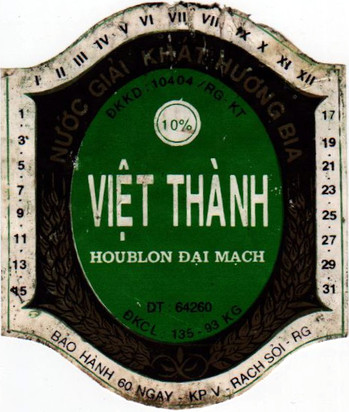 I II III IV V VI VII VIII IX X XI XII
NƯỚC GIẢI KHÁT HƯƠNG BIA
ĐKKD : 10404 /RG-KT
10%
VIỆT THÀNH
HOUBLON ĐẠI MẠCH
ĐT : 64260
ĐKCL - 135 - 93 KG
1
3
5
7
9
11
13
15
17
19
21
23
25
27
29
31
BẢO HÀNH 60 NGÀY - KP V - RẠCH SỎI - RG